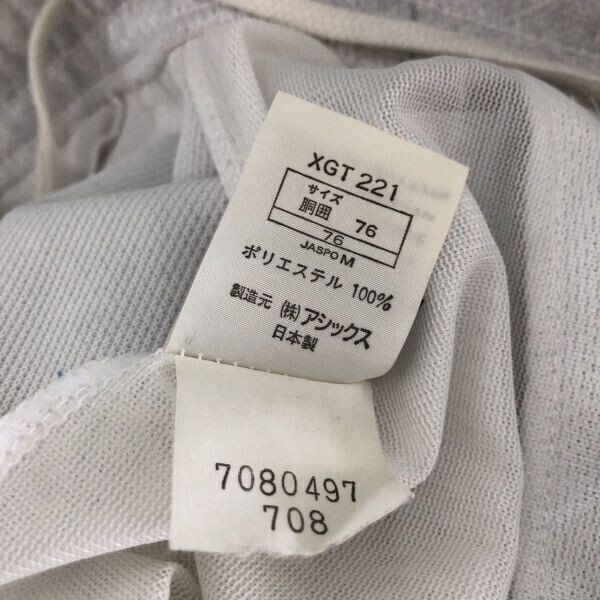 XGT 221
サイズ
胴囲 76
76
JASPO M
ポリエステル 100%
製造元 (株)アシックス
日本製
7080497
708